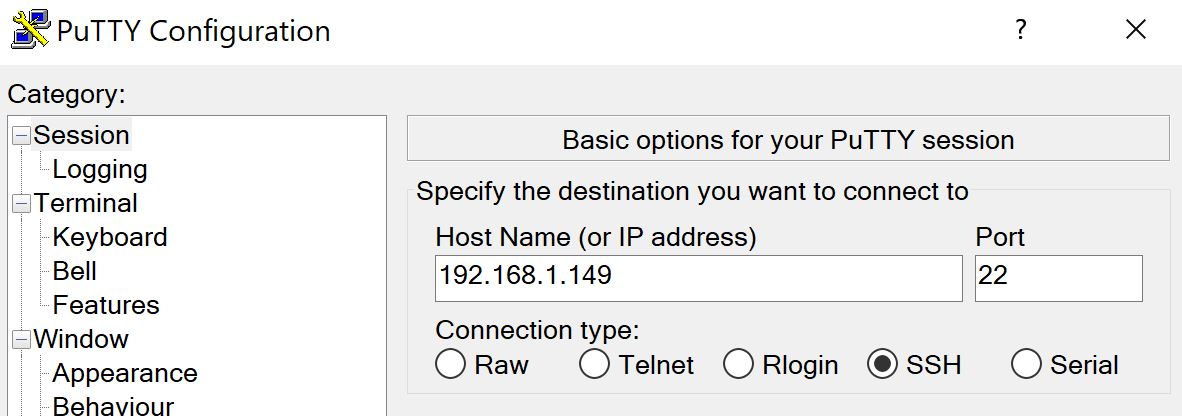 PuTTY Configuration ?
Category:
Session
Logging
Terminal
Keyboard
Bell
Features
Window
Appearance
Behaviour
Basic options for your PuTTY session
Specify the destination you want to connect to
Host Name (or IP address) Port
192.168.1.149 22
Connection type:
Raw Telnet Rlogin SSH Serial